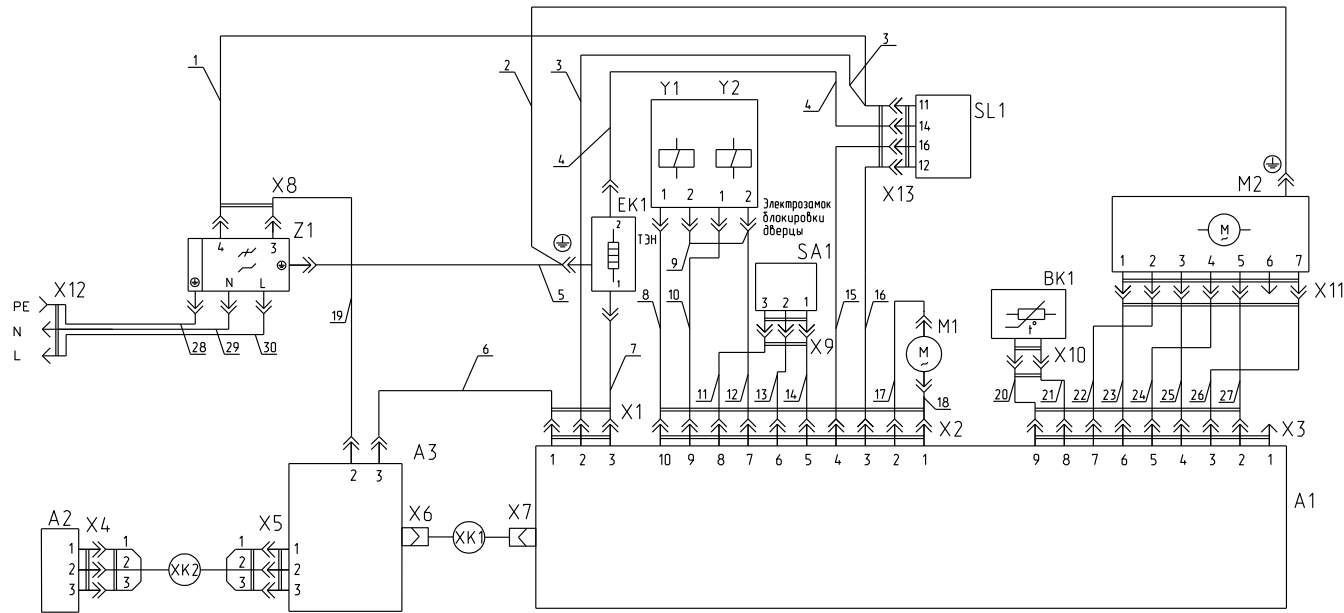 1
2
3
3
4
4
5
Y1 Y2
1 2 1 2
Электрозамок
блокировки
дверцы
SL1
11
14
16
12
X13
M2
M
~
1 2 3 4 5 6 7
X11
X8
Z1
4 3
N L
EK1
2
ТЭН
1
X12
PE
N
L
28 29 30
19
6
7
8
9
10
SA1
3 2 1
X9
11 12 13 14
15
16
17
M1
M
~
18
BK1
t°
X10
20 21 22 23 24 25 26 27
X1
1 2 3
X2
10 9 8 7 6 5 4 3 2 1
X3
9 8 7 6 5 4 3 2 1
A1
A3
2 3
A2
X4
1
2
3
1
2
3
XK2
X5
1
2
3
1
2
3
X6
XK1
X7